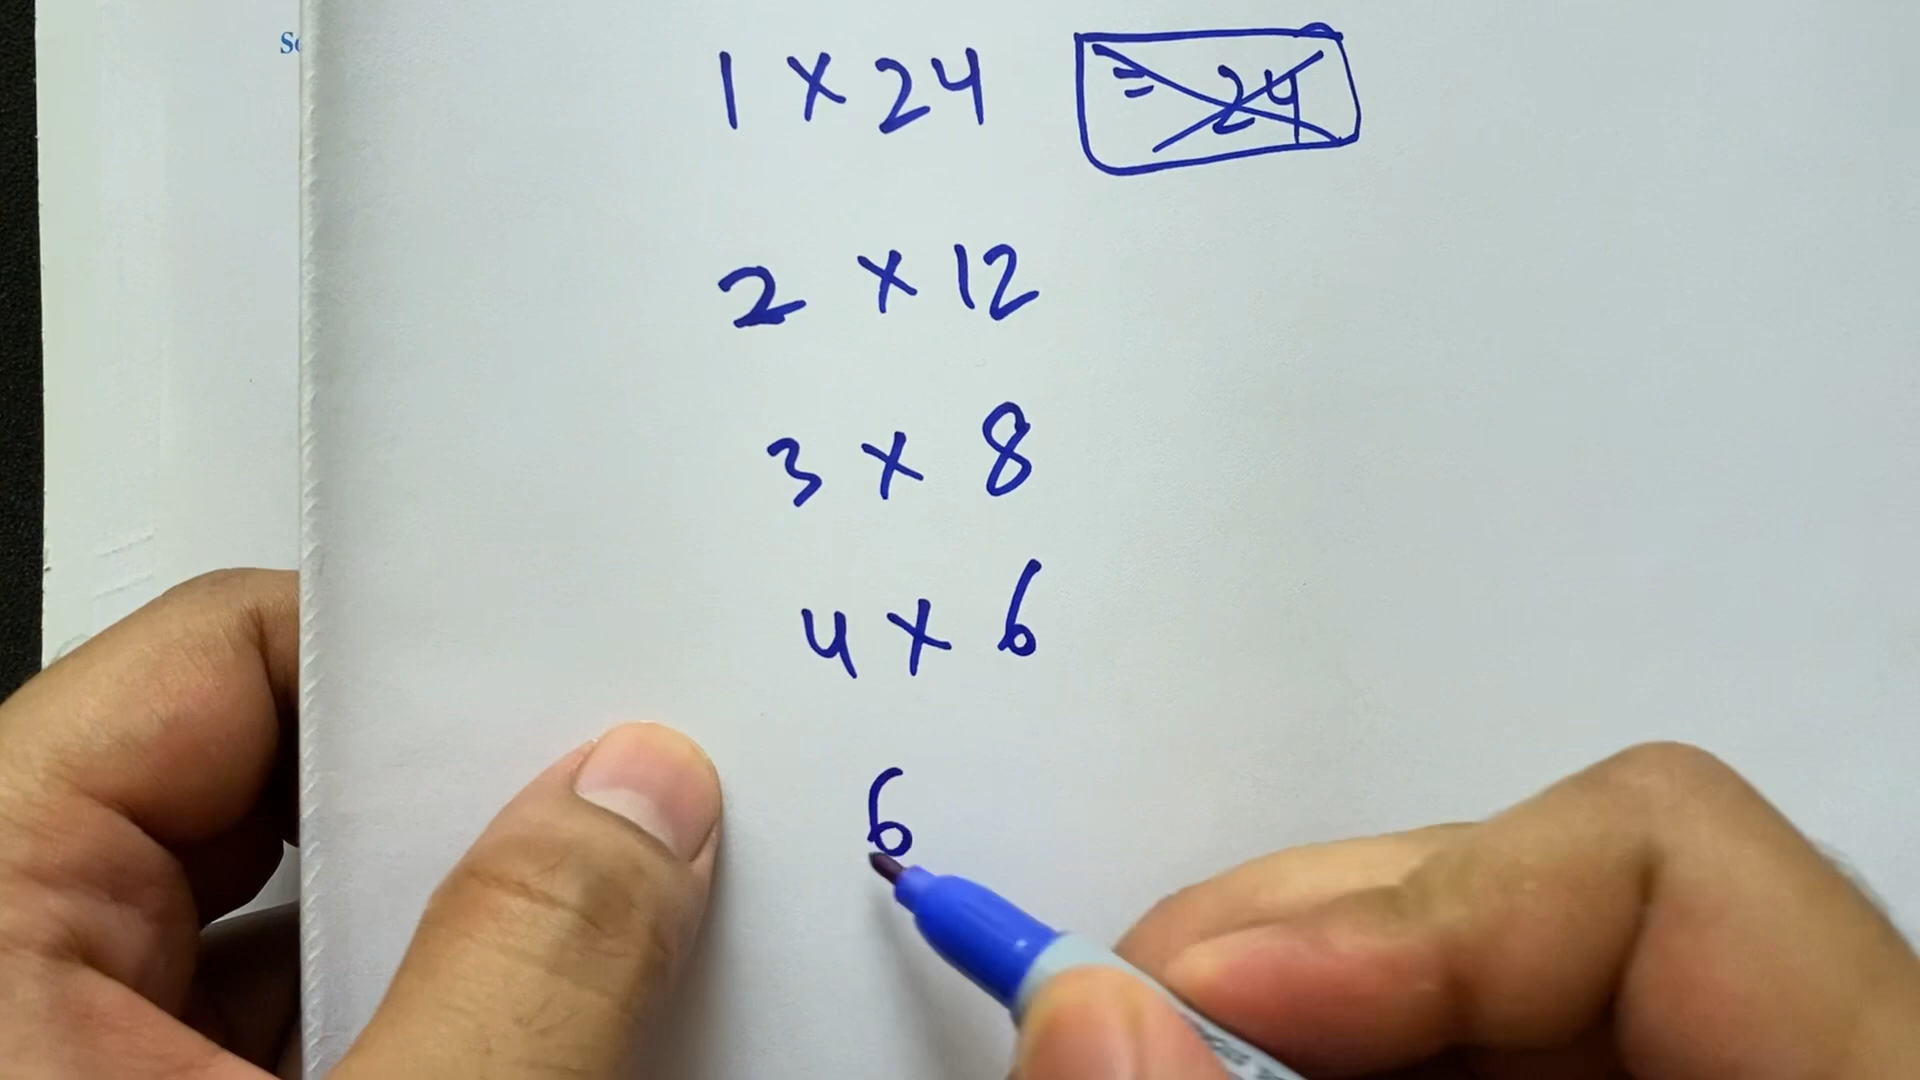 1 × 24 = 24
2 × 12
3 × 8
4 × 6
6